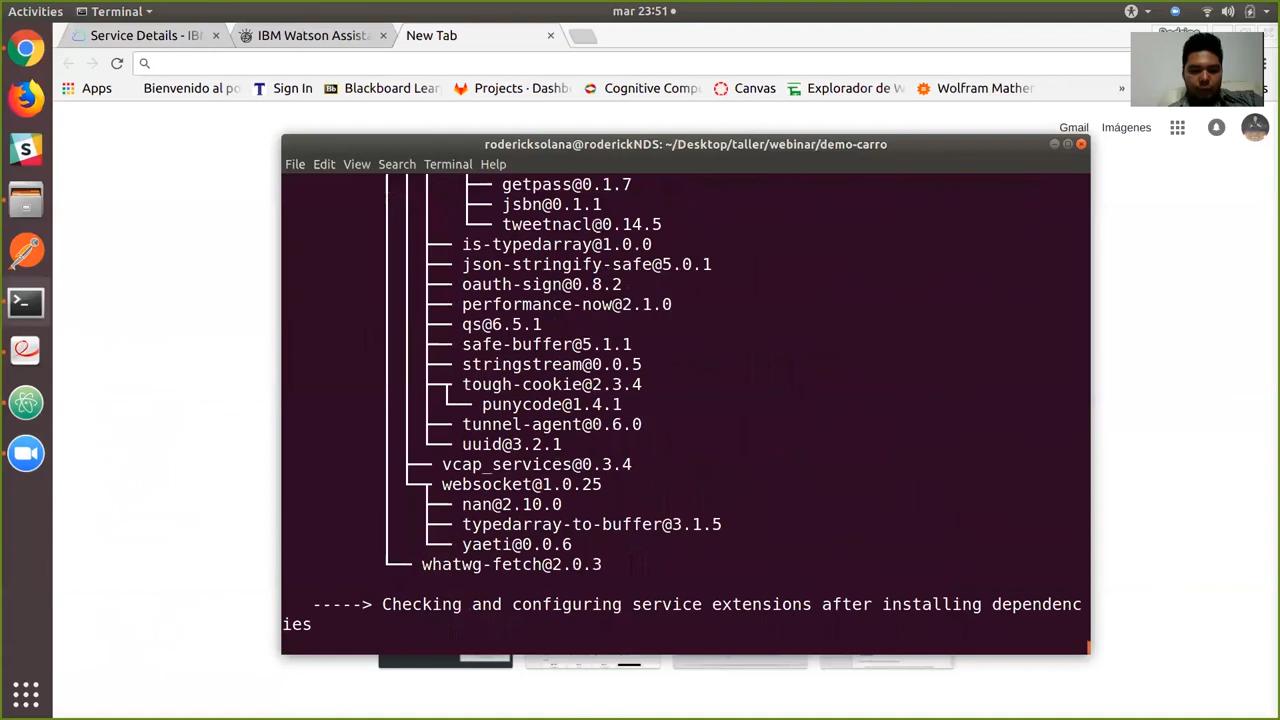 Activities
Terminal
mar 23:51
Service Details - IBM
IBM Watson Assista
New Tab
Apps
Bienvenido al po
Sign In
Blackboard Lear
Projects · Dashb
Cognitive Compu
Canvas
Explorador de W
Wolfram Mather
»
Gmail
Imágenes
rodericksolana@roderickNDS: ~/Desktop/taller/webinar/demo-carro
File Edit View Search Terminal Help
getpass@0.1.7
jsbn@0.1.1
tweetnacl@0.14.5
is-typedarray@1.0.0
json-stringify-safe@5.0.1
oauth-sign@0.8.2
performance-now@2.1.0
qs@6.5.1
safe-buffer@5.1.1
stringstream@0.0.5
tough-cookie@2.3.4
punycode@1.4.1
tunnel-agent@0.6.0
uuid@3.2.1
vcap_services@0.3.4
websocket@1.0.25
nan@2.10.0
typedarray-to-buffer@3.1.5
yaeti@0.0.6
whatwg-fetch@2.0.3
-----> Checking and configuring service extensions after installing dependenc
ies